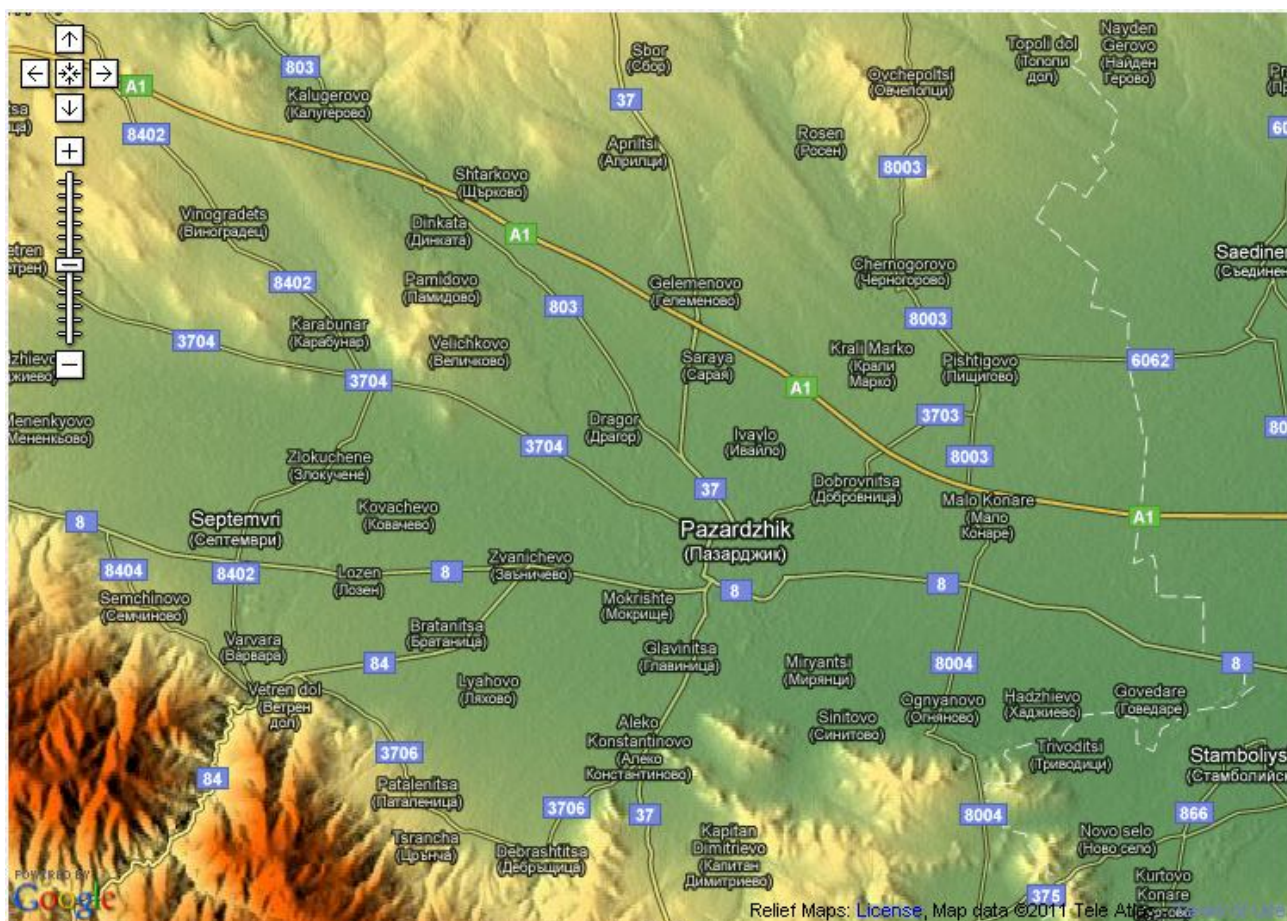 803
A1
8402
Kalugerovo
(Калугерово)
Sbor
(Сбор)
37
Apriltsi
(Априлци)
Ovchepoltsi
(Овчеполци)
Topoli dol
(Тополи
дол)
Nayden
Gerovo
(Найден
Герово)
Rosen
(Росен)
8003
Shtarkovo
(Щърково)
Vinogradets
(Виноградец)
Dinkata
(Динката)
A1
8402
Pamidovo
(Памидово)
Gelemenovo
(Гелеменово)
Chernogorovo
(Черногорово)
803
8003
Karabunar
(Карабунар)
3704
Velichkovo
(Величково)
Saraya
(Сарая)
Krali Marko
(Крали
Марко)
Pishtigovo
(Пищигово)
6062
3704
A1
Menenkyovo
(Мененкьово)
Dragor
(Драгор)
3704
Ivaylo
(Ивайло)
3703
8003
Zlokuchene
(Злокучене)
37
Dobrovnitsa
(Добровница)
Kovachevo
(Ковачево)
Malo Konare
(Мало
Конаре)
A1
8
Septemvri
(Септември)
Pazardzhik
(Пазарджик)
8404
8402
Lozen
(Лозен)
8
Zvanichevo
(Звъничево)
8
8
Semchinovo
(Семчиново)
Mokrishte
(Мокрище)
Bratanitsa
(Братаница)
Varvara
(Варвара)
84
Glavinitsa
(Главиница)
Miryantsi
(Мирянци)
8004
8
Vetren dol
(Ветрен
дол)
Lyahovo
(Ляхово)
Ognyanovo
(Огняново)
Hadzhievo
(Хаджиево)
Govedare
(Говедаре)
Aleko
Konstantinovo
(Алеко
Константиново)
Sinitovo
(Синитово)
Trivoditsi
(Триводици)
3706
84
Patalenitsa
(Паталеница)
3706
37
8004
866
Tsrancha
(Црънча)
Debrashtitsa
(Дебръщица)
Kapitan
Dimitrievo
(Капитан
Димитриево)
Novo selo
(Ново село)
375
Kurtovo
Konare
POWERED BY
Google
Relief Maps: License, Map data ©2011 Tele